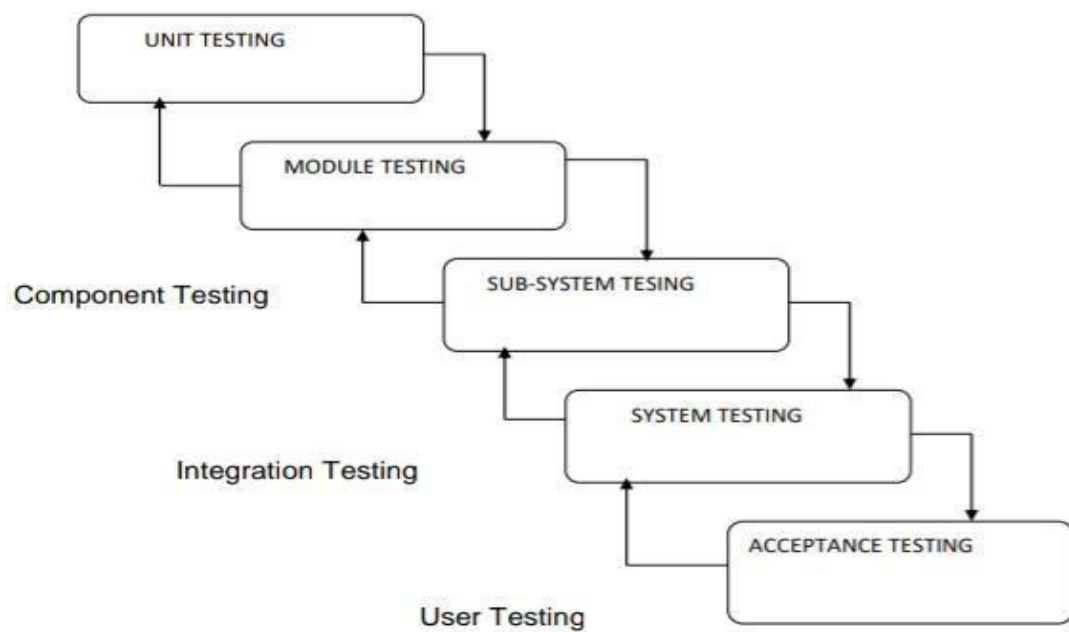 UNIT TESTING
MODULE TESTING
SUB-SYSTEM TESING
Component Testing
SYSTEM TESTING
Integration Testing
ACCEPTANCE TESTING
User Testing